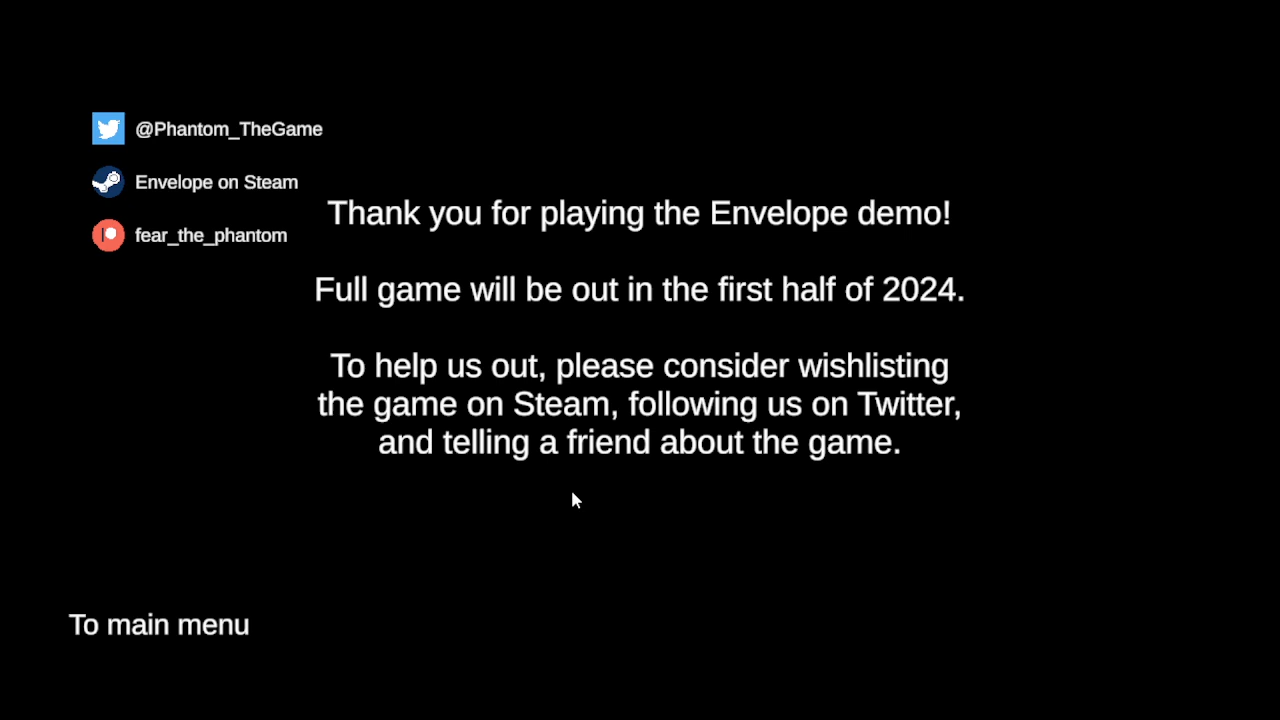 @Phantom_TheGame
Envelope on Steam
fear_the_phantom
Thank you for playing the Envelope demo!
Full game will be out in the first half of 2024.
To help us out, please consider wishlisting
the game on Steam, following us on Twitter,
and telling a friend about the game.
To main menu